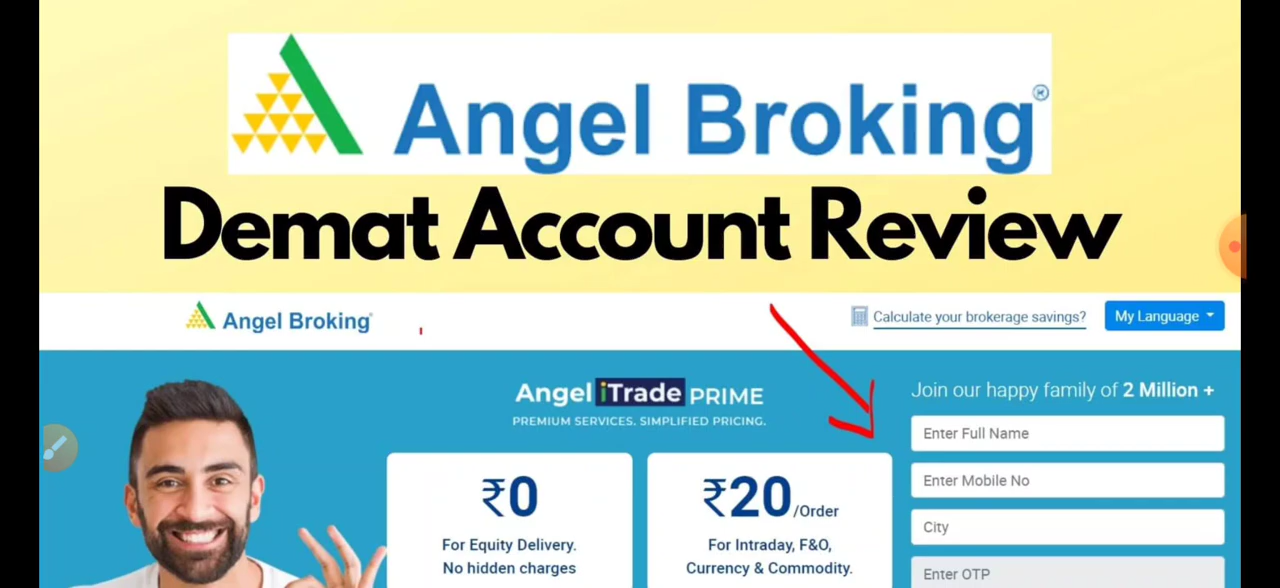 Angel Broking®
Demat Account Review
Angel Broking®
Calculate your brokerage savings?
My Language
Angel iTrade PRIME
PREMIUM SERVICES. SIMPLIFIED PRICING.
Join our happy family of 2 Million +
Enter Full Name
Enter Mobile No
City
Enter OTP
₹0
For Equity Delivery.
No hidden charges
₹20/Order
For Intraday, F&O,
Currency & Commodity.